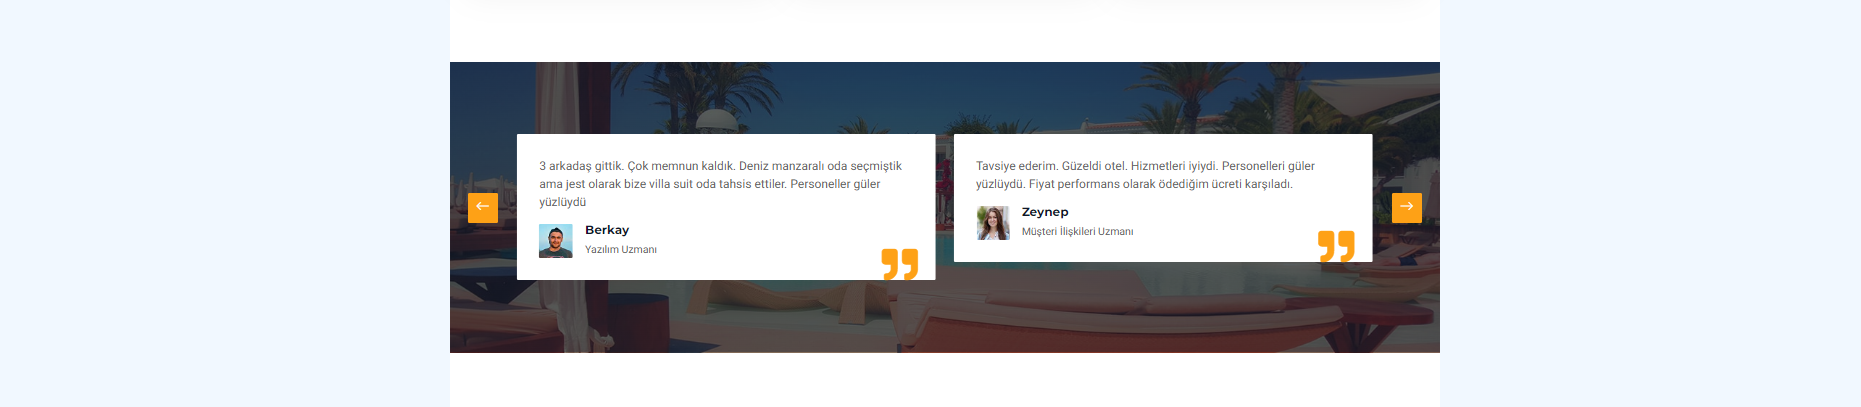 3 arkadaş gittik. Çok memnun kaldık. Deniz manzaralı oda seçmiştik
ama jest olarak bize villa suit oda tahsis ettiler. Personeller güler
yüzlüydü
Berkay
Yazılım Uzmanı
Tavsiye ederim. Güzeldi otel. Hizmetleri iyiydi. Personelleri güler
yüzlüydü. Fiyat performans olarak ödediğim ücreti karşıladı.
Zeynep
Müşteri İlişkileri Uzmanı